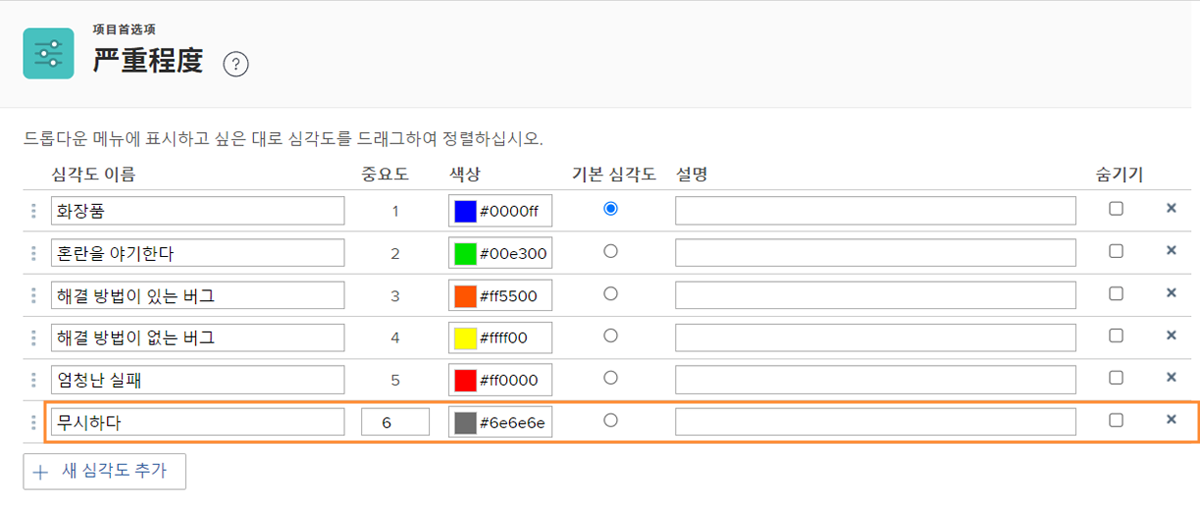 项目首选项
严重程度 ?
드롭다운 메뉴에 표시하고 싶은 대로 심각도를 드래그하여 정렬하십시오.
심각도 이름 중요도 색상 기본 심각도 설명 숨기기
화장품 1 #0000ff
혼란을 야기한다 2 #00e300
해결 방법이 있는 버그 3 #ff5500
해결 방법이 없는 버그 4 #ffff00
엄청난 실패 5 #ff0000
무시하다 6 #6e6e6e
새 심각도 추가